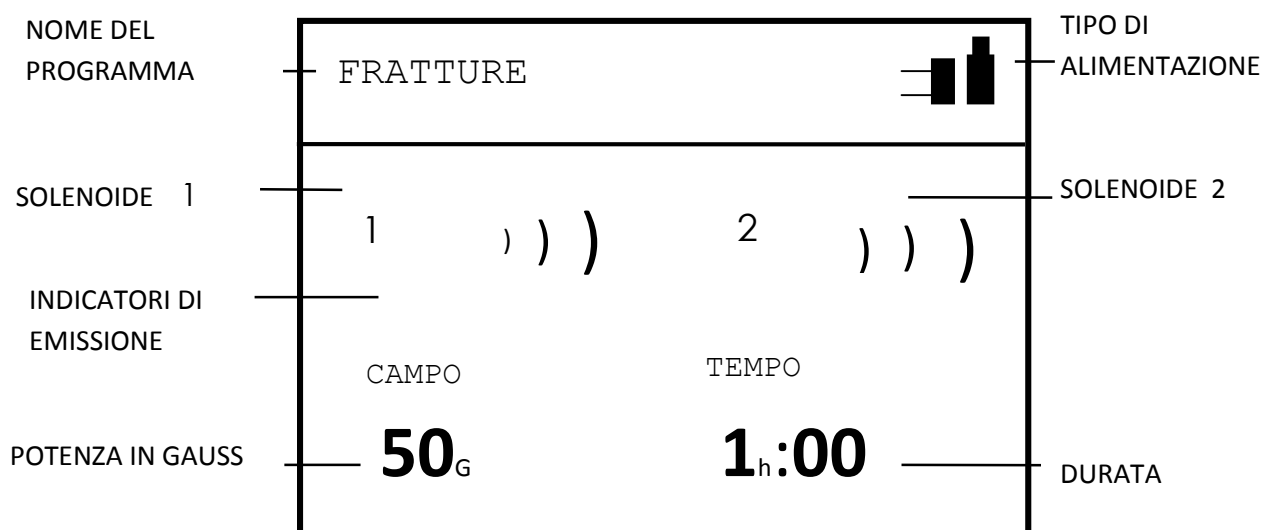 NOME DEL
PROGRAMMA
FRATTURE
TIPO DI
ALIMENTAZIONE
SOLENOIDE 1
SOLENOIDE 2
1 ) ) ) 2 ) ) )
INDICATORI DI
EMISSIONE
CAMPO TEMPO
POTENZA IN GAUSS
50G 1h:00
DURATA